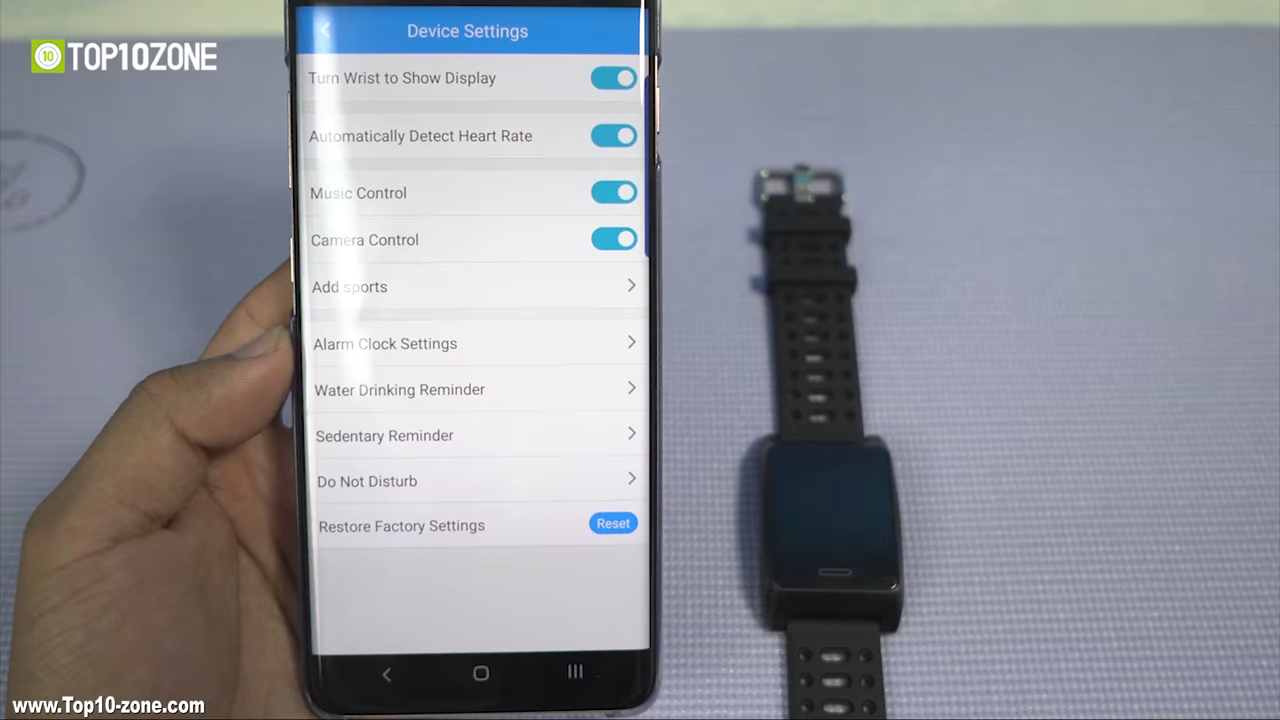 10 TOP10ZONE
Device Settings
Turn Wrist to Show Display
Automatically Detect Heart Rate
Music Control
Camera Control
Add sports
Alarm Clock Settings
Water Drinking Reminder
Sedentary Reminder
Do Not Disturb
Restore Factory Settings Reset
www.Top10-zone.com